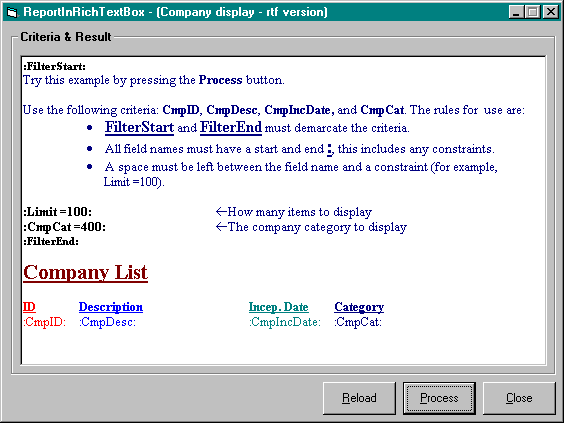 ReportInRichTextBox - (Company display - rtf version)
Criteria & Result
:FilterStart:
Try this example by pressing the Process button.
Use the following criteria: CmpID, CmpDesc, CmpIncDate, and CmpCat. The rules for use are:
• FilterStart and FilterEnd must demarcate the criteria.
• All field names must have a start and end :, this includes any constraints.
• A space must be left between the field name and a constraint (for example,
Limit =100).
:Limit =100: ←How many items to display
:CmpCat =400: ←The company category to display
:FilterEnd:
Company List
ID Description Incep. Date Category
:CmpID: :CmpDesc: :CmpIncDate: :CmpCat:
Reload Process Close